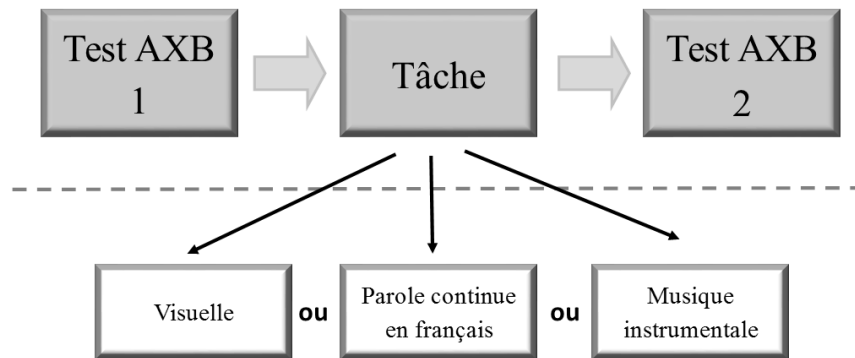 Test AXB
1
Tâche
Test AXB
2
Visuelle
ou
Parole continue
en français
ou
Musique
instrumentale